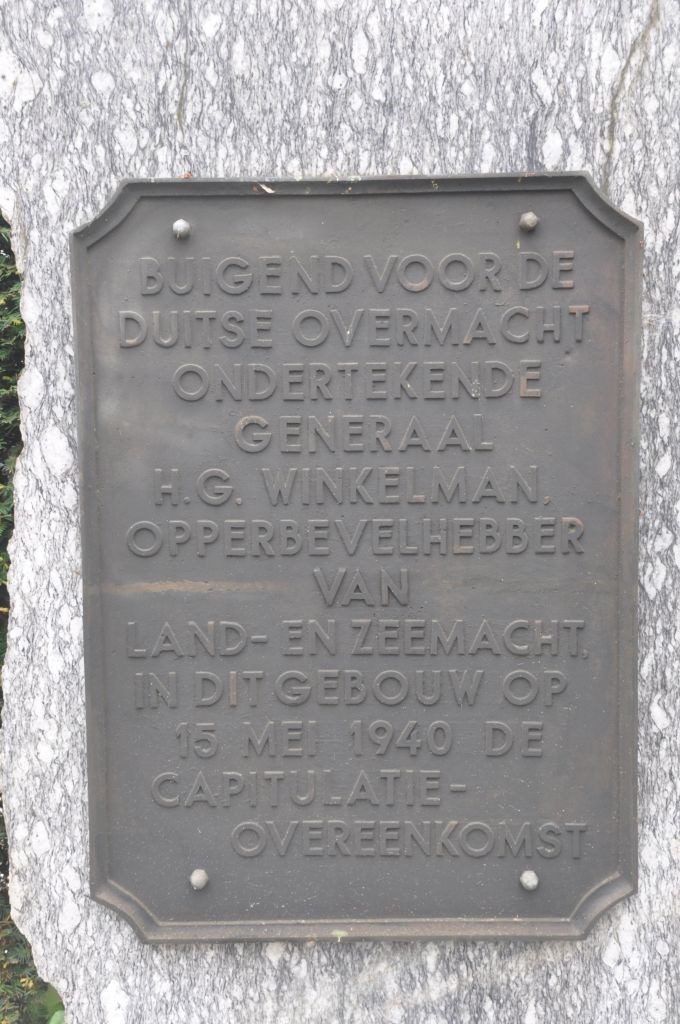 BUIGEND VOOR DE
DUITSE OVERMACHT
ONDERTEKENDE
GENERAAL
H.G. WINKELMAN,
OPPERBEVELHEBBER
VAN
LAND- EN ZEEMACHT,
IN DIT GEBOUW OP
15 MEI 1940 DE
CAPITULATIE-
OVEREENKOMST